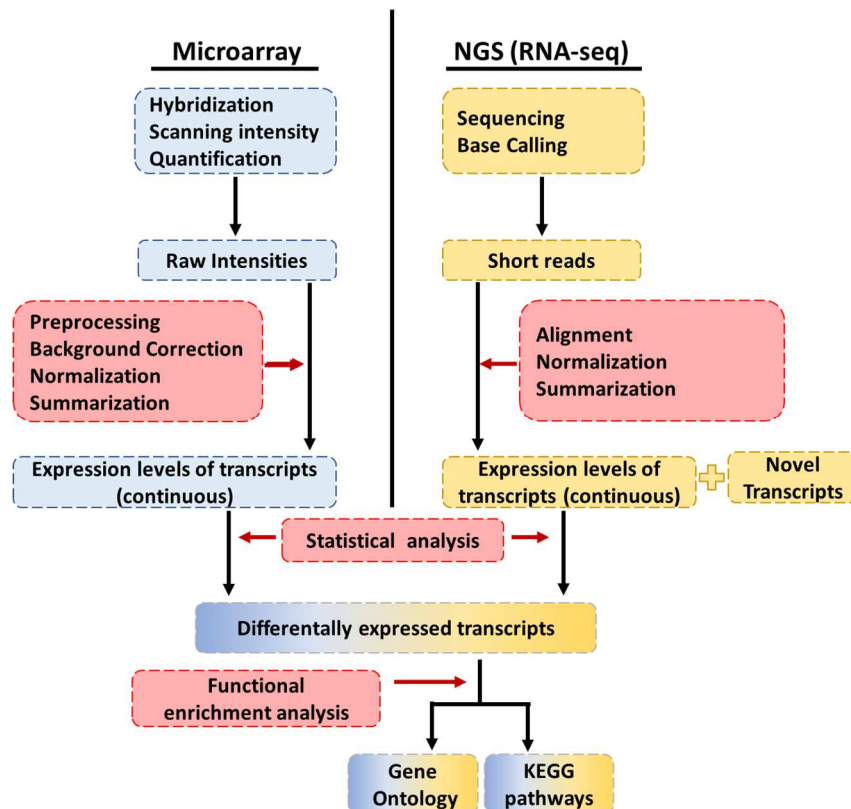 Microarray
NGS (RNA-seq)
Hybridization
Scanning intensity
Quantification
Sequencing
Base Calling
Raw Intensities
Short reads
Preprocessing
Background Correction
Normalization
Summarization
Alignment
Normalization
Summarization
Expression levels of transcripts
(continuous)
Expression levels of
transcripts (continuous)
Novel
Transcripts
Statistical analysis
Differentially expressed transcripts
Functional
enrichment analysis
Gene
Ontology
KEGG
pathways